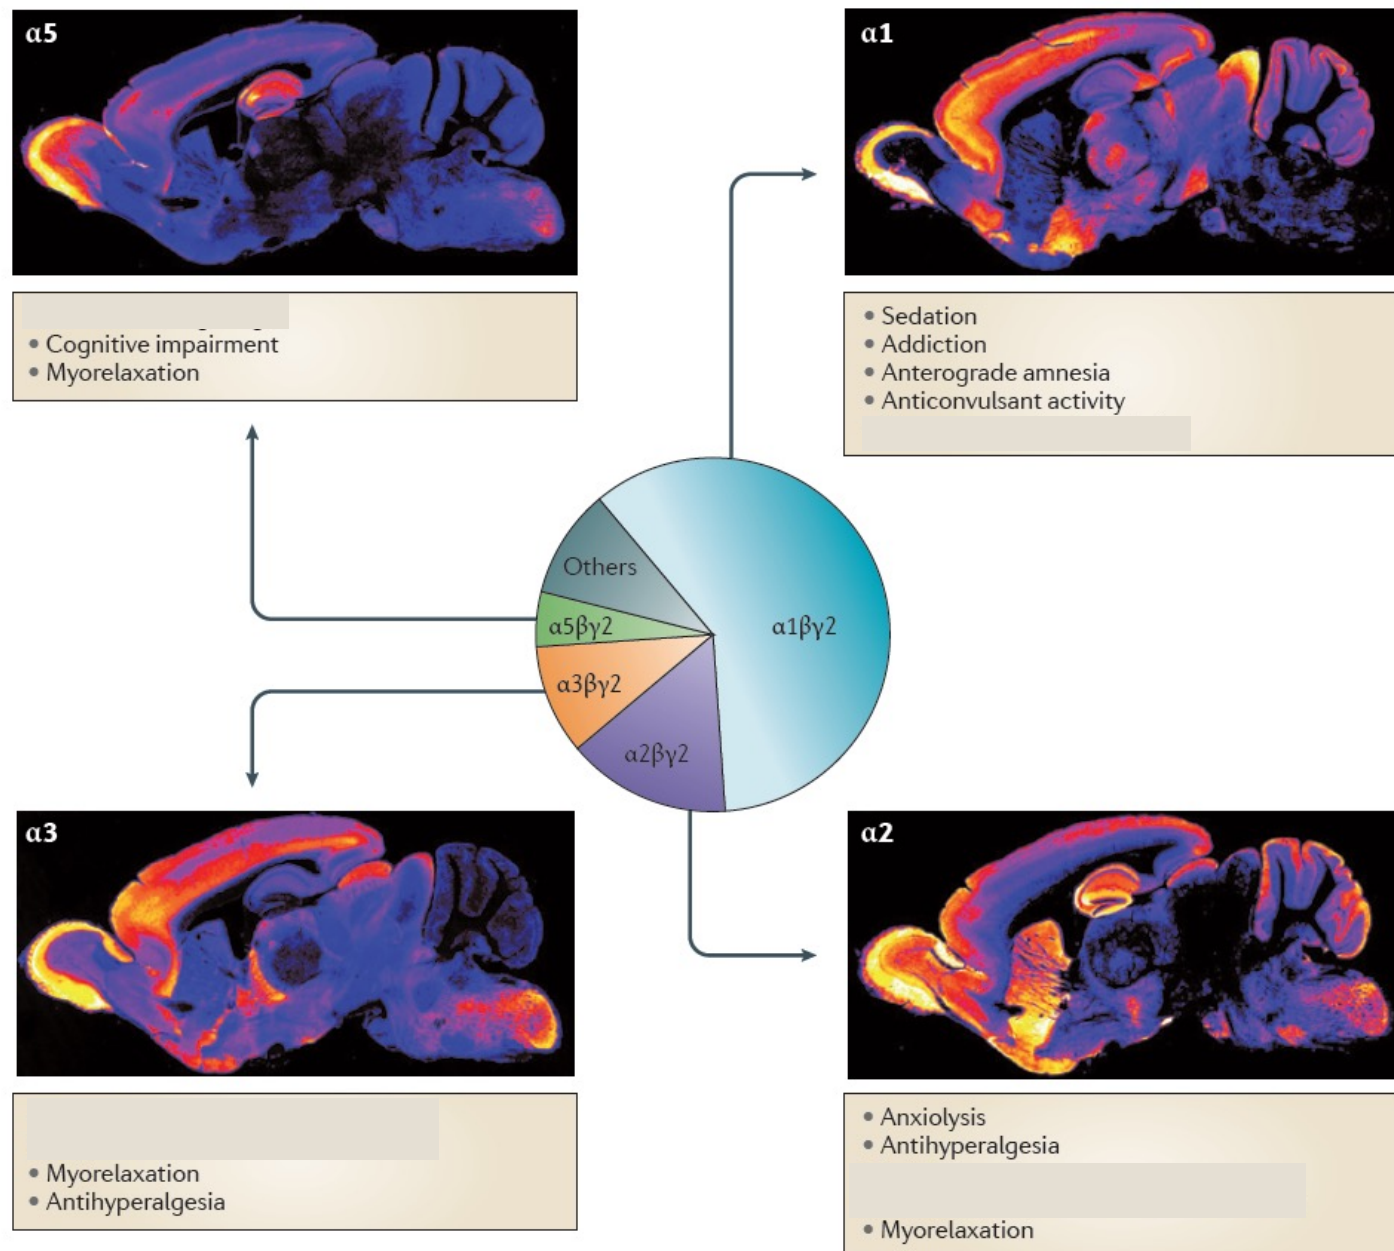 α5
α1
• Cognitive impairment
• Myorelaxation
• Sedation
• Addiction
• Anterograde amnesia
• Anticonvulsant activity
Others
α5βγ2
α1βγ2
α3βγ2
α2βγ2
α3
α2
• Myorelaxation
• Antihyperalgesia
• Anxiolysis
• Antihyperalgesia
• Myorelaxation